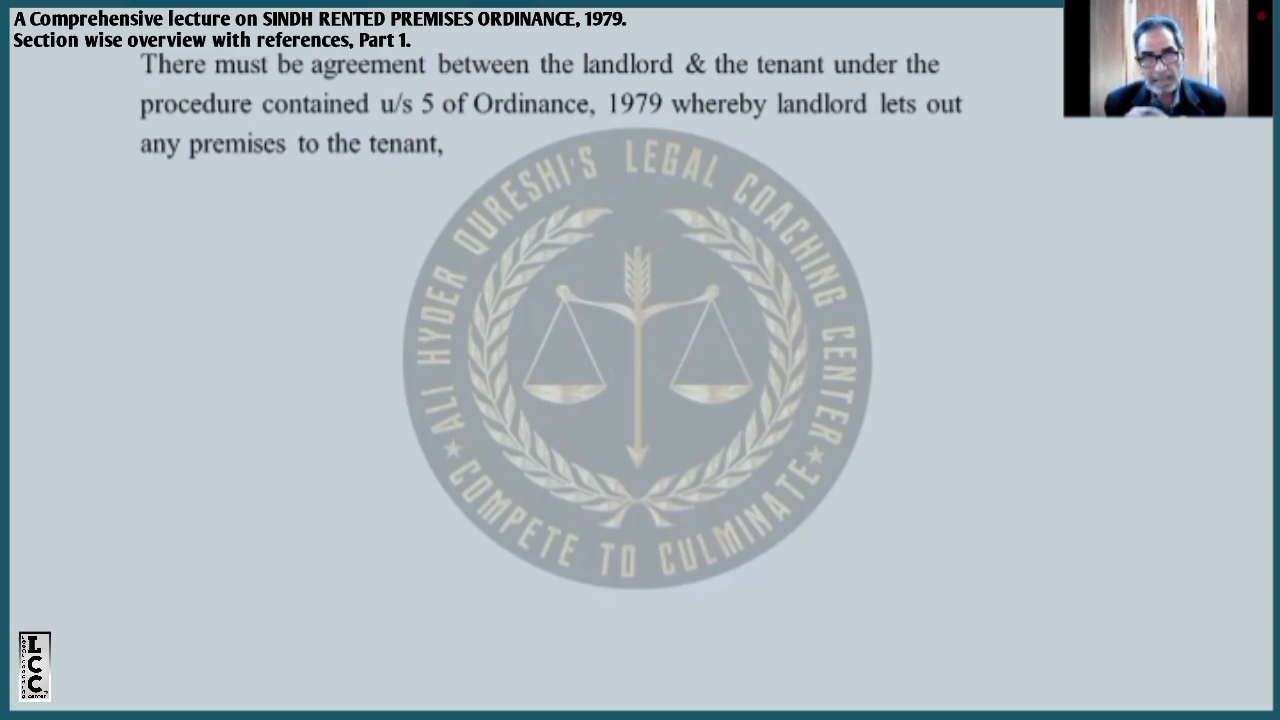 A Comprehensive lecture on SINDH RENTED PREMISES ORDINANCE, 1979.
Section wise overview with references, Part 1.
There must be agreement between the landlord & the tenant under the
procedure contained u/s 5 of Ordinance, 1979 whereby landlord lets out
any premises to the tenant,
ALI HYDER QURESHI'S LEGAL COACHING CENTER
COMPETE TO CULMINATE
LCC